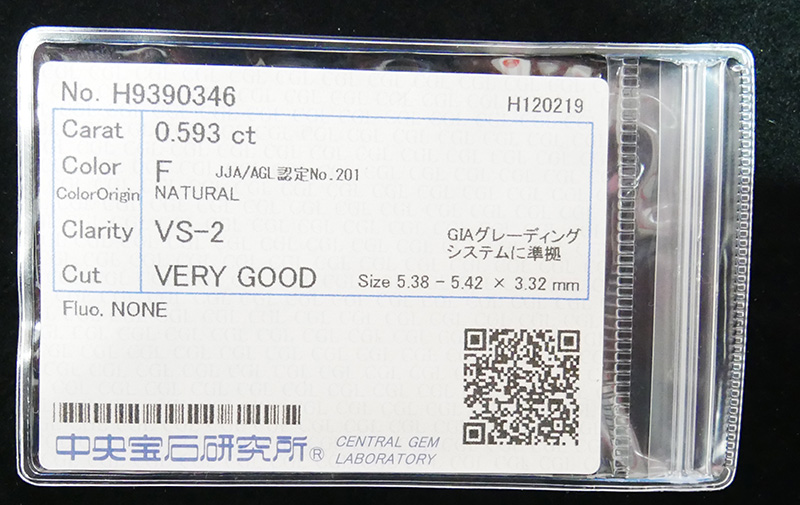 No. H9390346
H120219
Carat 0.593 ct
Color F JJA/AGL認定No.201
ColorOrigin NATURAL
Clarity VS-2
GIAグレーディング
システムに準拠
Cut VERY GOOD Size 5.38 - 5.42 × 3.32 mm
Fluo. NONE
中央宝石研究所® CENTRAL GEM
LABORATORY